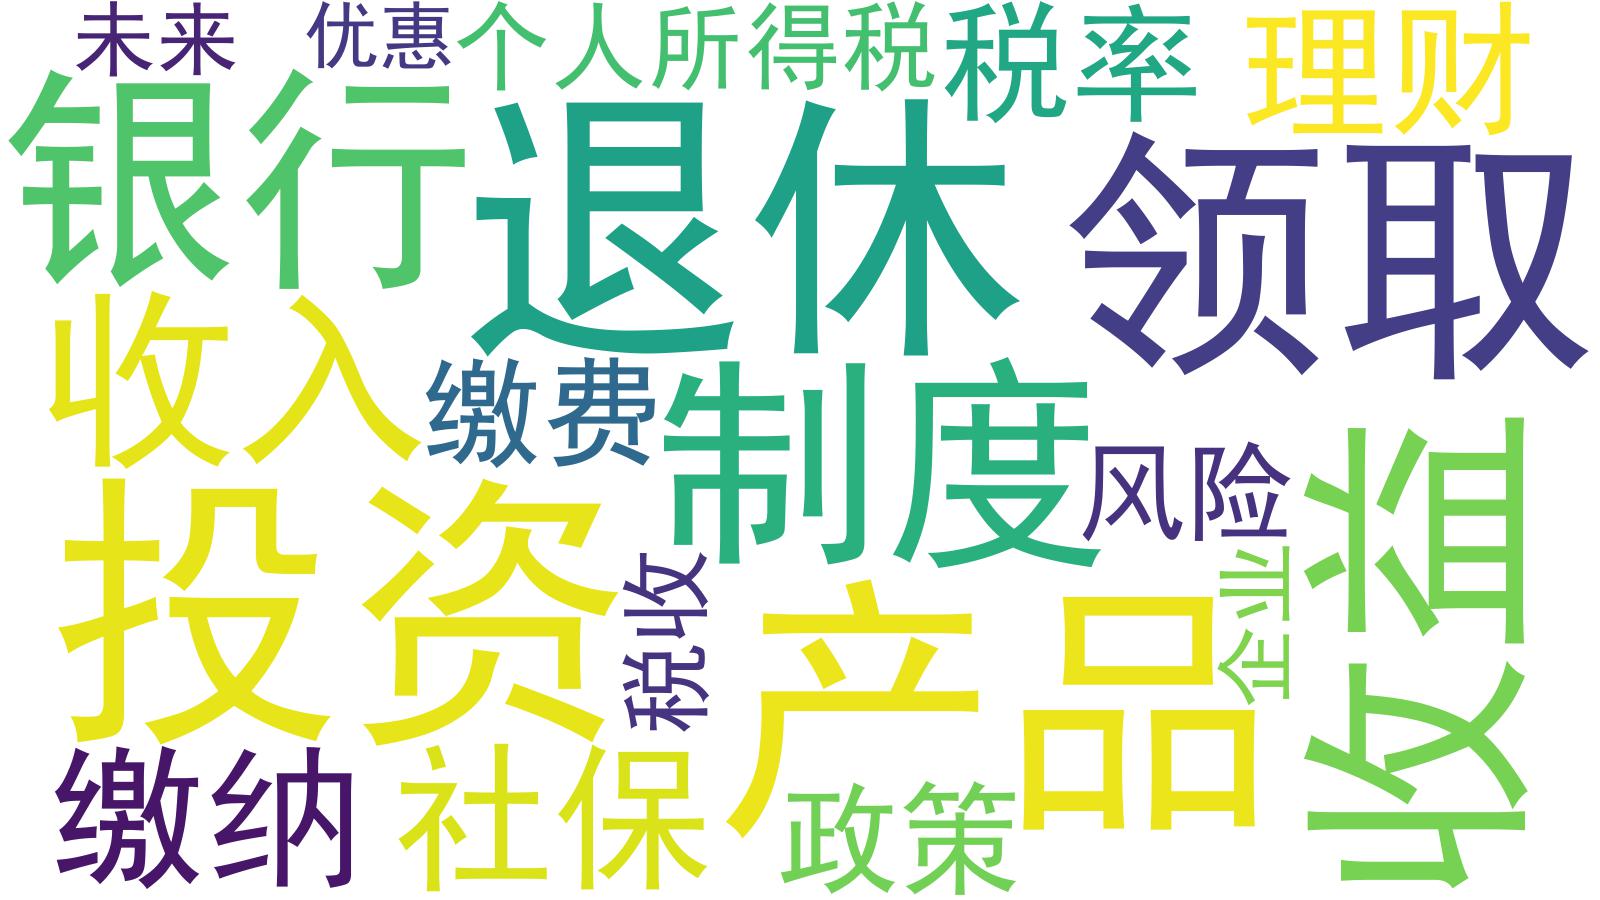 未来
优惠
个人所得税
税率
理财
银行
退休
领取
收入
缴费
制度
风险
收益
投资
税收
产品
企业
缴纳
社保
政策